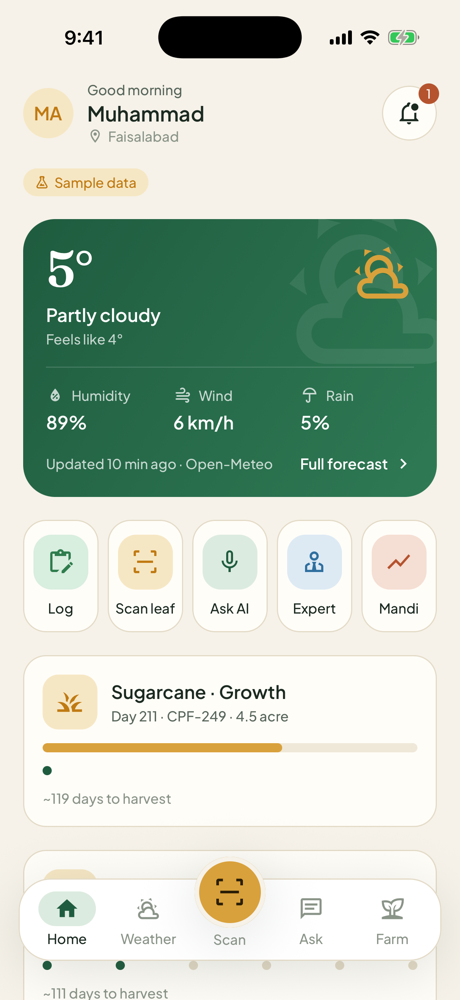 9:41
Good morning
MA
Muhammad
1
Faisalabad
Sample data
5°
Partly cloudy
Feels like 4°
Humidity Wind Rain
89% 6 km/h 5%
Updated 10 min ago · Open-Meteo Full forecast
Log Scan leaf Ask AI Expert Mandi
Sugarcane · Growth
Day 211 · CPF-249 · 4.5 acre
~119 days to harvest
Home Weather Scan Ask Farm
~111 days to harvest